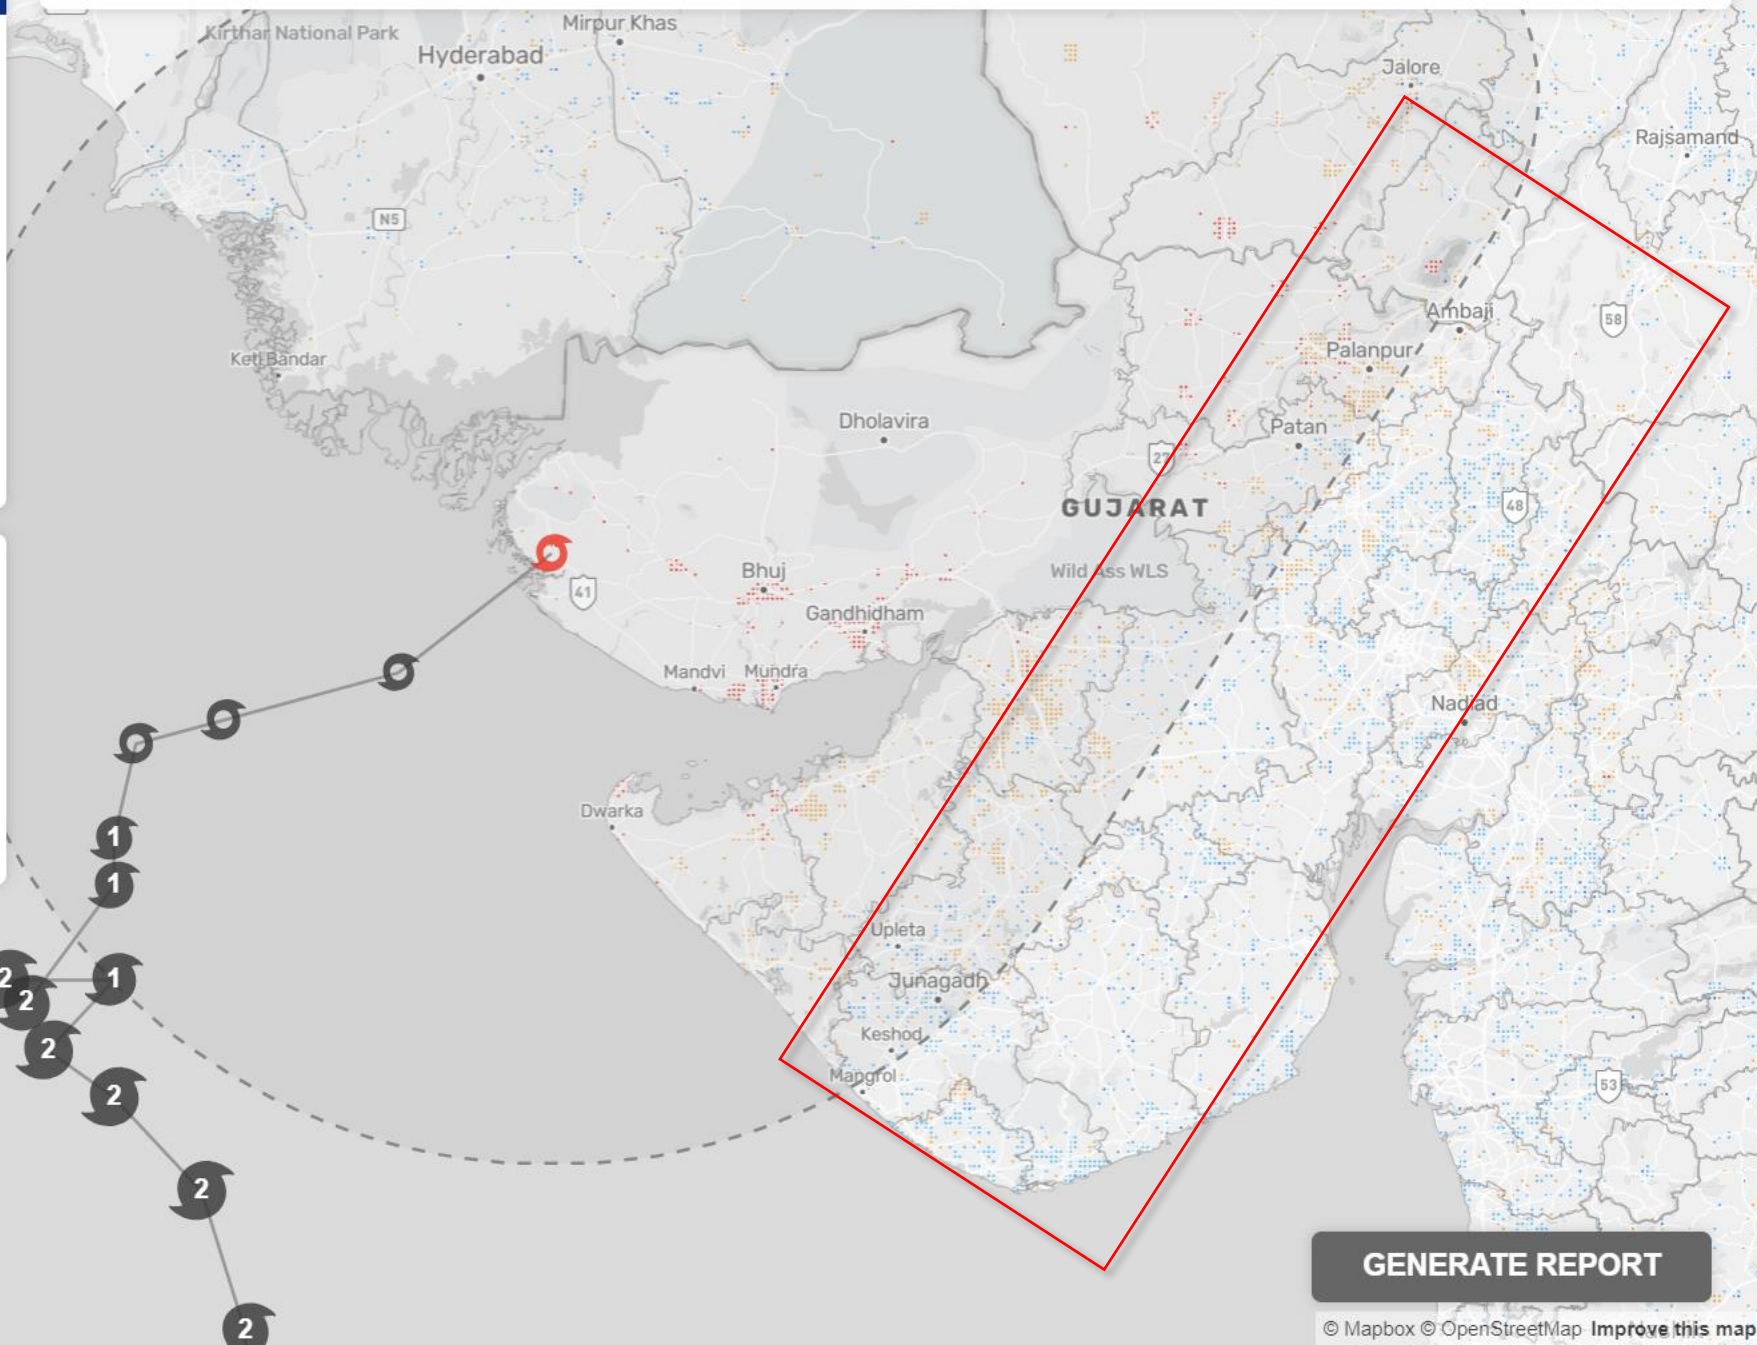 Kirthar National Park
Mirpur Khas
Hyderabad
Jalore
Rajsamand
N5
Ambaji
58
Palanpur
Keti Bandar
Dholavira
Patan
27
GUJARAT
48
Bhuj
Wild Ass WLS
41
Gandhidham
Mandvi
Mundra
Nadiad
Dwarka
1
1
Upleta
2
1
Junagadh
2
Keshod
2
Mangrol
2
53
2
GENERATE REPORT
2
© Mapbox © OpenStreetMap Improve this map